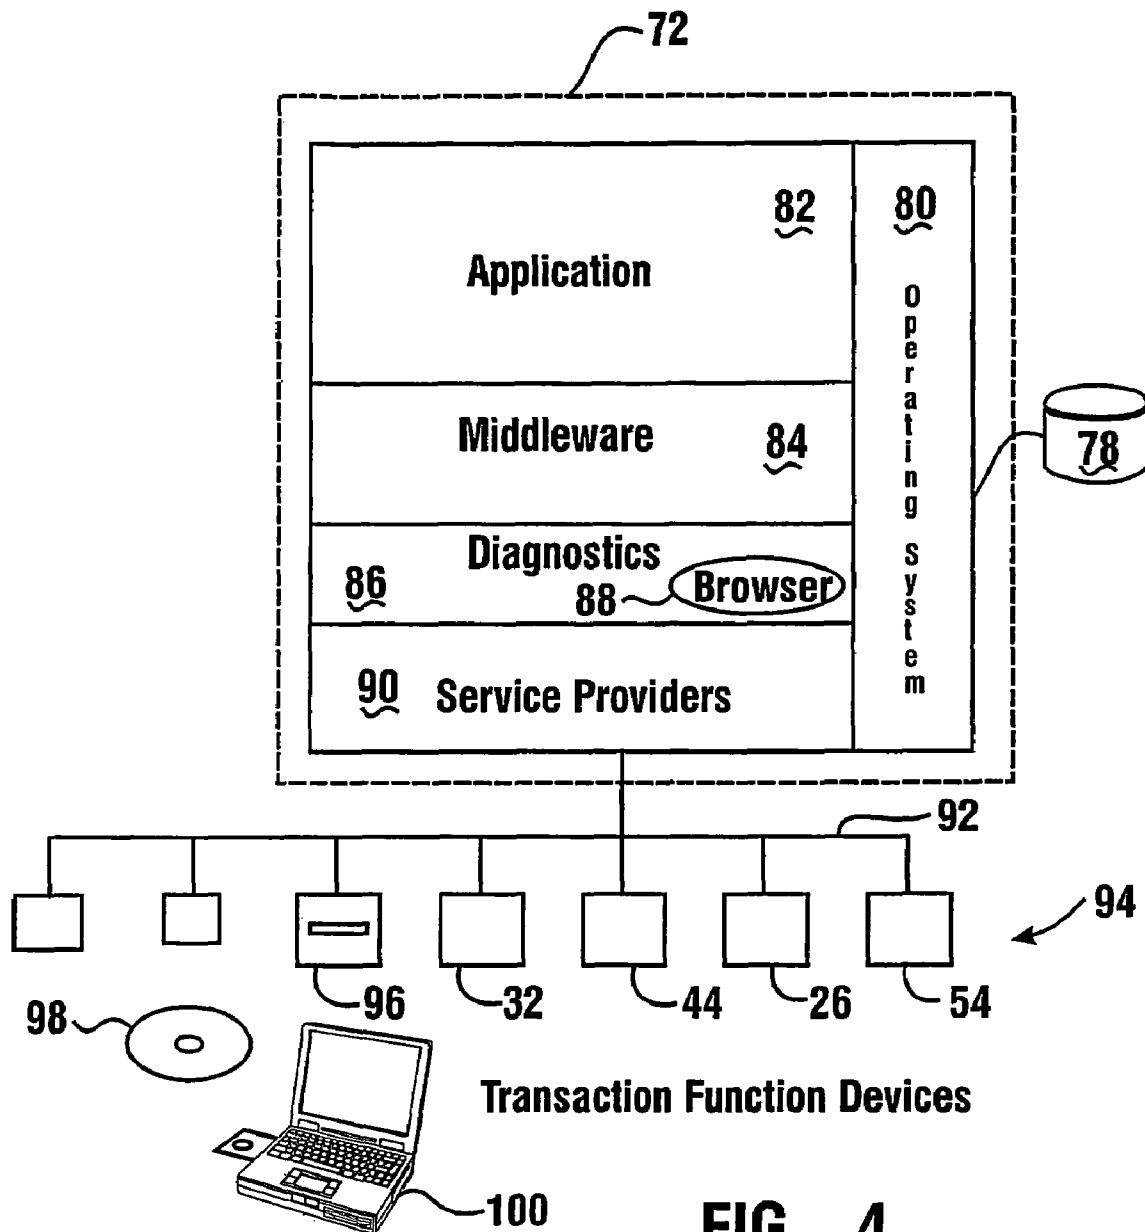 72
82
80
Application
Operating System
Middleware
84
78
Diagnostics
86
88
Browser
90
Service Providers
92
94
96
32
44
26
54
98
Transaction Function Devices
100
FIG. 4